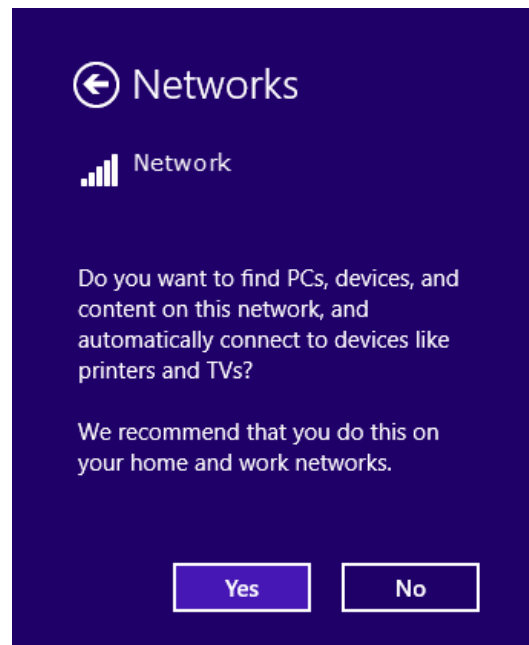 Networks
Network
Do you want to find PCs, devices, and
content on this network, and
automatically connect to devices like
printers and TVs?
We recommend that you do this on
your home and work networks.
Yes
No